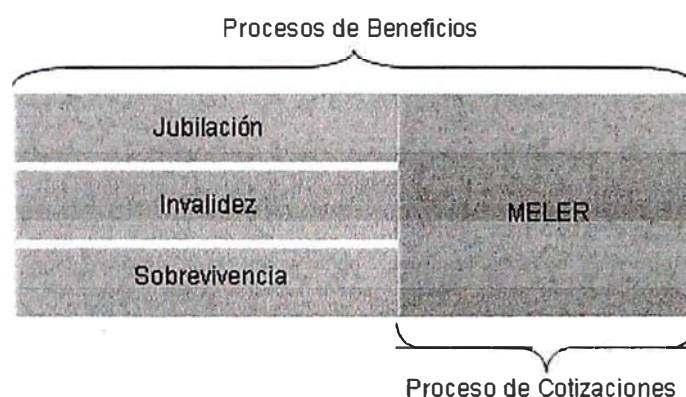 Procesos de Beneficios
Jubilación
Invalidez
MELER
Sobrevivencia
Proceso de Cotizaciones